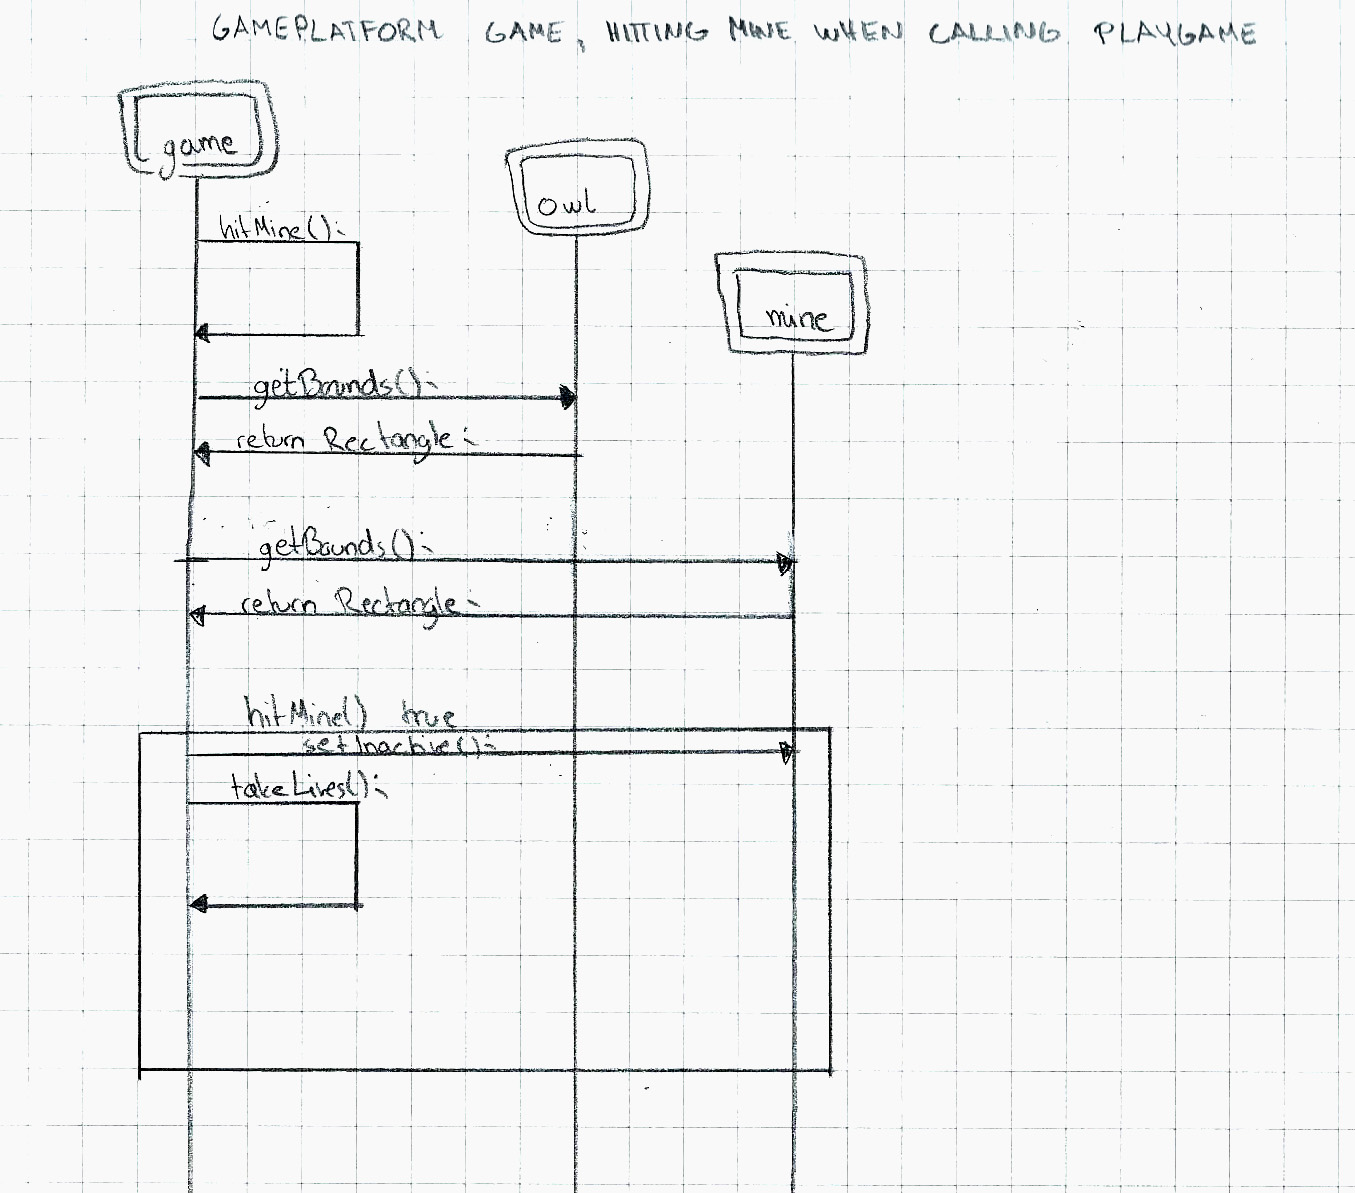 GAMEPLATFORM GAME, HITTING MINE WHEN CALLING PLAYGAME
game
owl
hitMine():
mine
getBounds():
return Rectangle:
getBounds():
return Rectangle:
hitMine() true
setInactive():
takeLives():